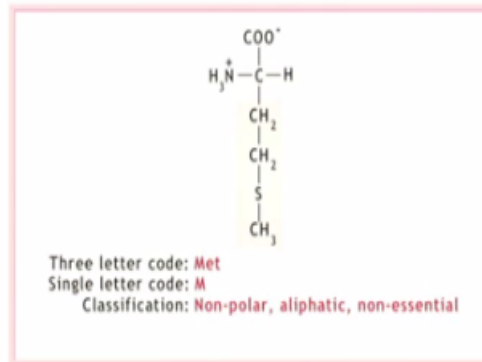 COO⁻
H₃N⁺—C—H
CH₂
CH₂
S
CH₃
Three letter code: Met
Single letter code: M
Classification: Non-polar, aliphatic, non-essential